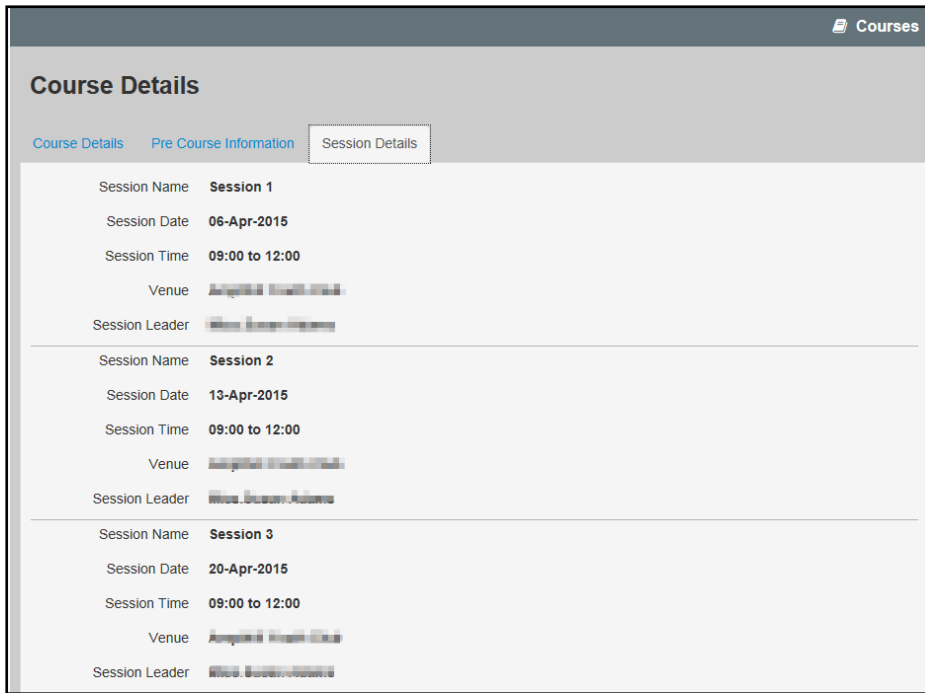 Courses
Course Details
Course Details Pre Course Information Session Details
Session Name Session 1
Session Date 06-Apr-2015
Session Time 09:00 to 12:00
Venue
Session Leader
Session Name Session 2
Session Date 13-Apr-2015
Session Time 09:00 to 12:00
Venue
Session Leader
Session Name Session 3
Session Date 20-Apr-2015
Session Time 09:00 to 12:00
Venue
Session Leader